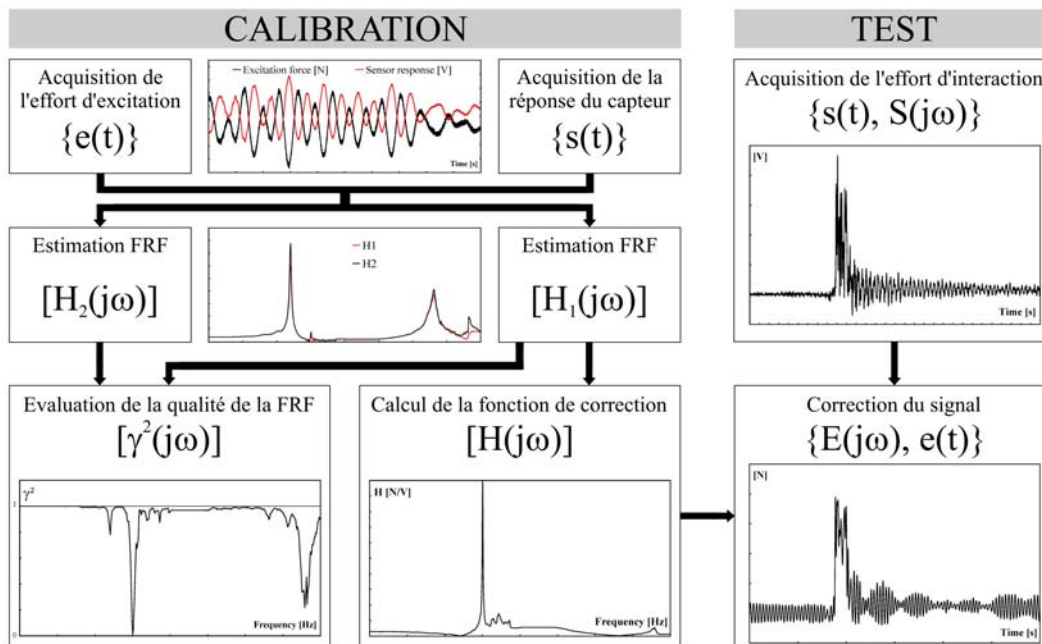 CALIBRATION
TEST
Acquisition de
l'effort d'excitation
{e(t)}
Excitation force [N]
Sensor response [V]
Time [s]
Acquisition de la
réponse du capteur
{s(t)}
Acquisition de l'effort d'interaction
{s(t), S(jω)}
[V]
Time [s]
Estimation FRF
[H₂(jω)]
H1
H2
Estimation FRF
[H₁(jω)]
Evaluation de la qualité de la FRF
[γ²(jω)]
γ²
1
0
Frequency [Hz]
Calcul de la fonction de correction
[H(jω)]
H [N/V]
Frequency [Hz]
Correction du signal
{E(jω), e(t)}
[N]
Time [s]